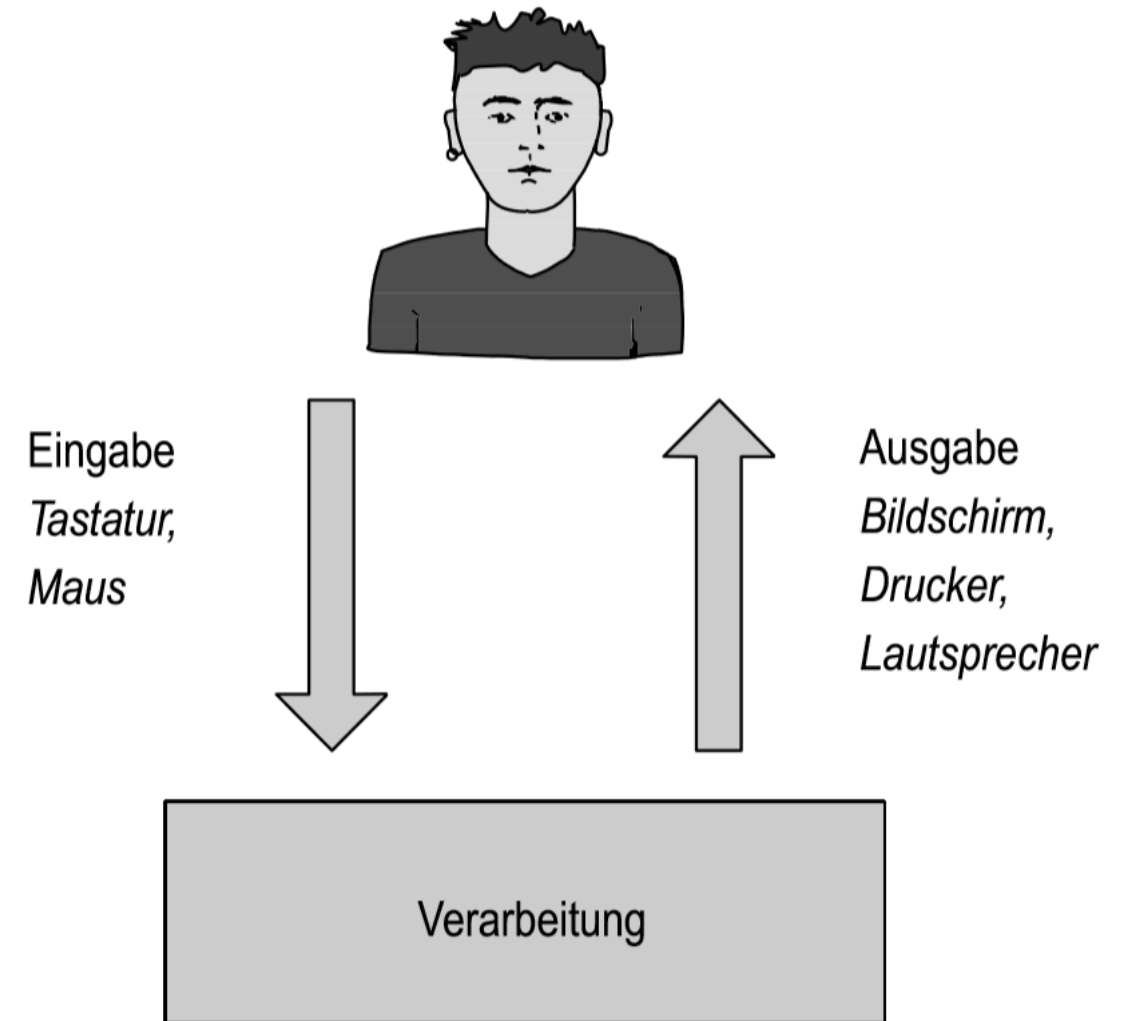 Eingabe
Tastatur,
Maus
Ausgabe
Bildschirm,
Drucker,
Lautsprecher
Verarbeitung